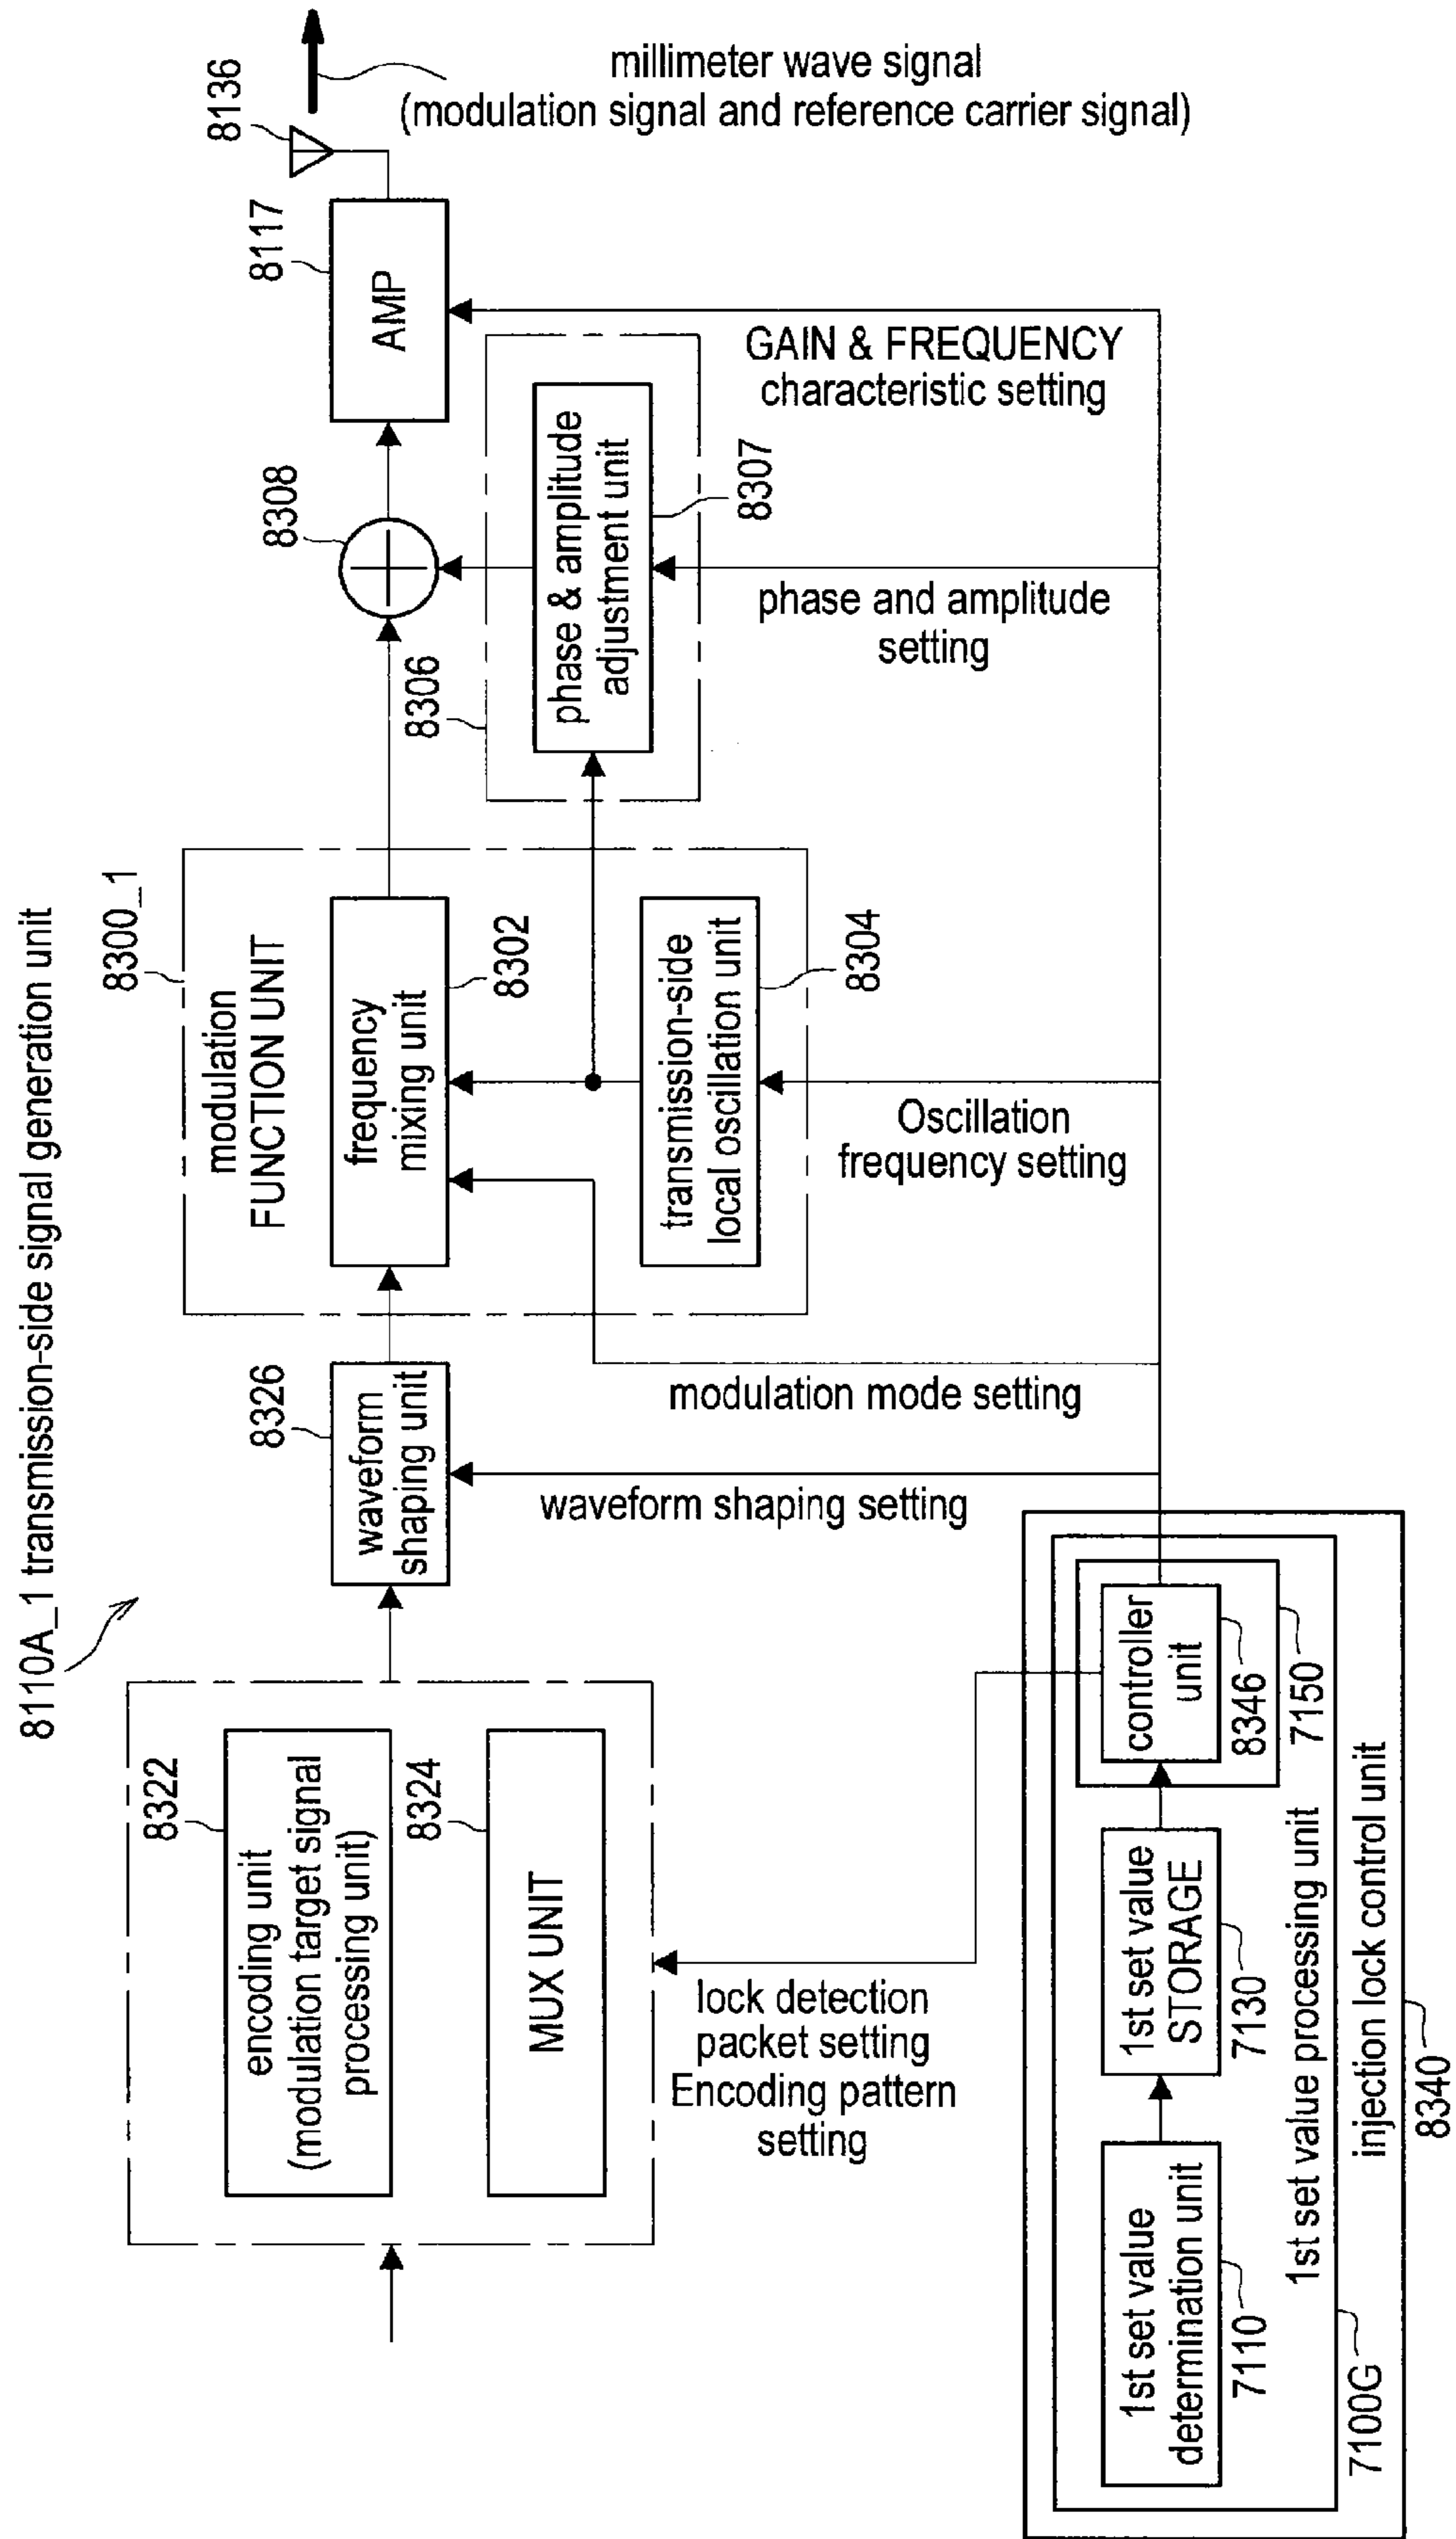 8110A_1 transmission-side signal generation unit
8322
encoding unit
(modulation target signal
processing unit)
8324
MUX UNIT
lock detection
packet setting
Encoding pattern
setting
8326
waveform
shaping unit
waveform shaping setting
8300_1
modulation
FUNCTION UNIT
frequency
mixing unit
8302
transmission-side
local oscillation unit
8304
modulation mode setting
Oscillation
frequency setting
8306
phase & amplitude
adjustment unit
8307
phase and amplitude
setting
8308
8117
AMP
GAIN & FREQUENCY
characteristic setting
8136
millimeter wave signal
(modulation signal and reference carrier signal)
1st set value
determination unit
7110
1st set value
STORAGE
7130
controller
unit
8346
7150
1st set value processing unit
7100G
injection lock control unit
8340